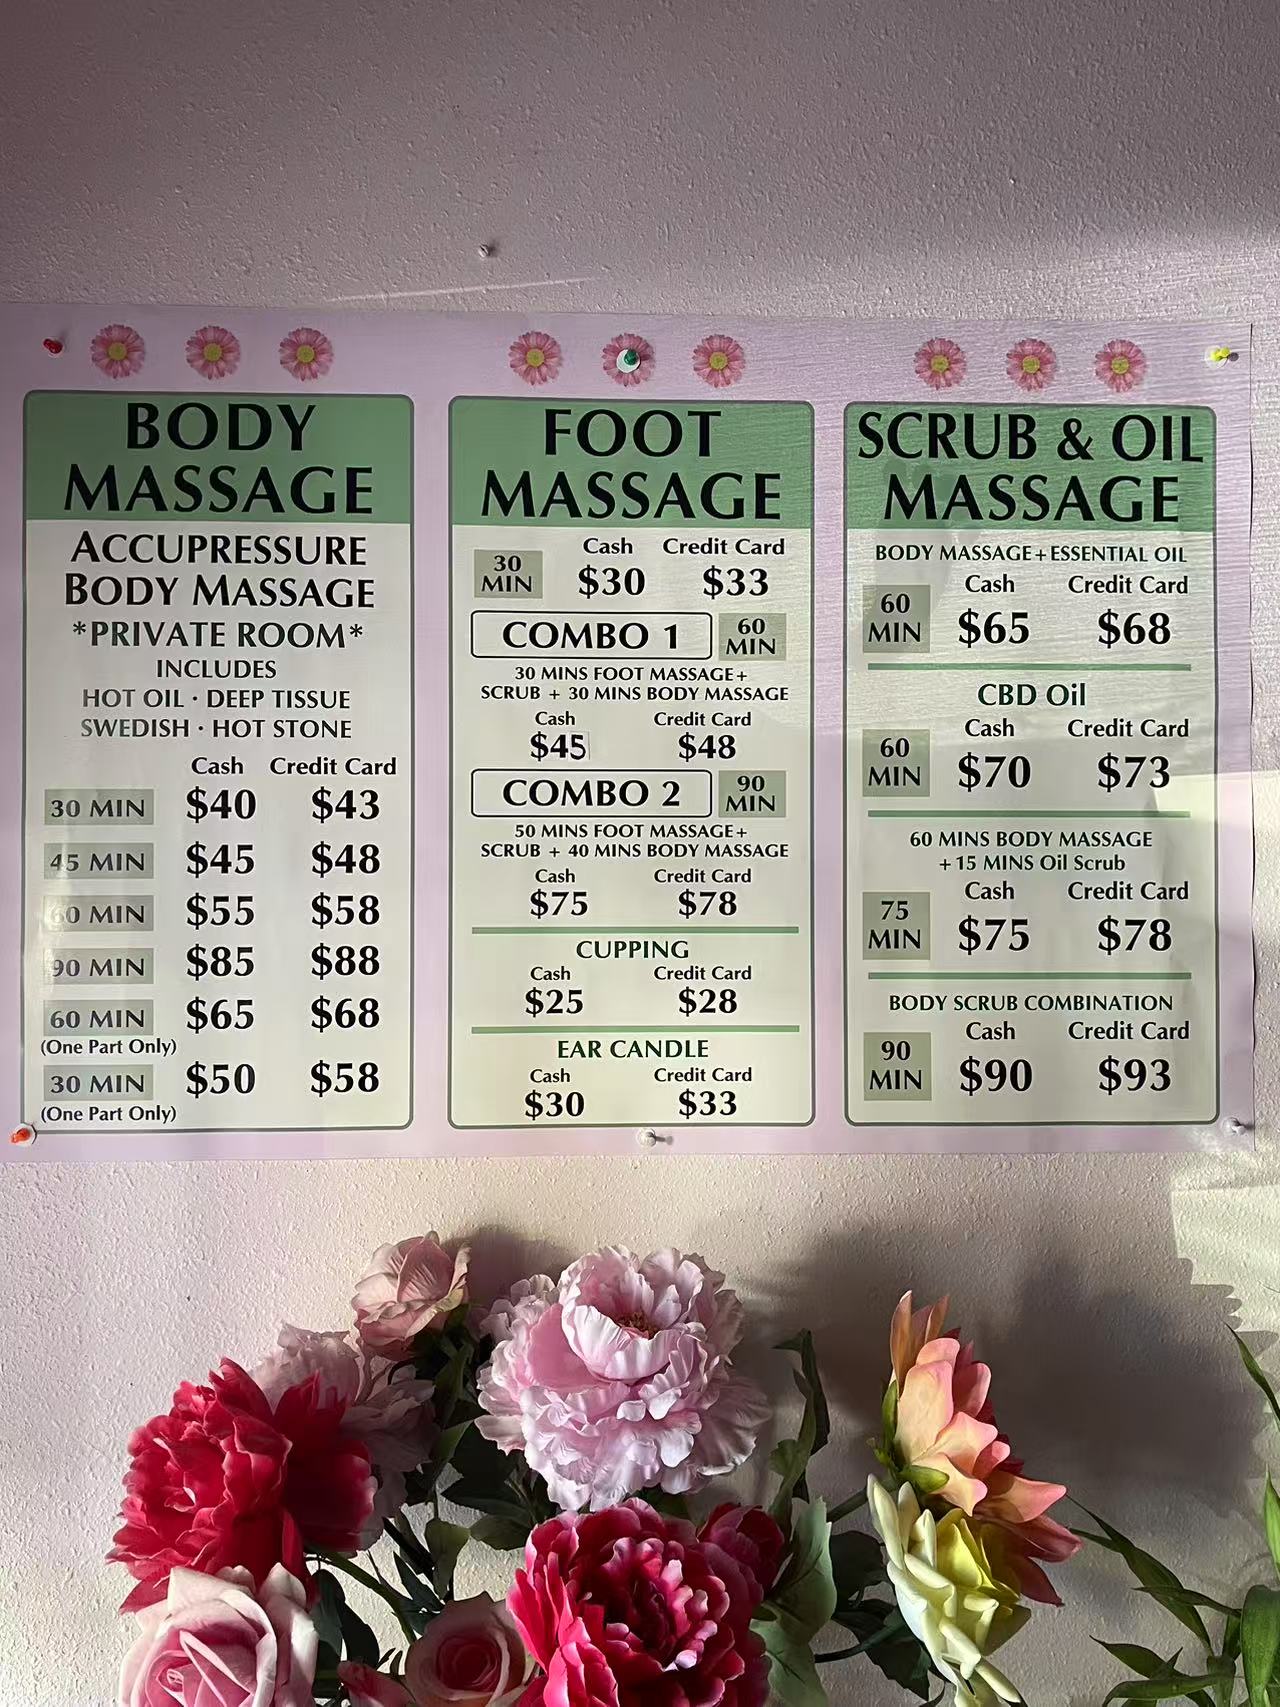 BODY
MASSAGE
ACCUPRESSURE
BODY MASSAGE
*PRIVATE ROOM*
INCLUDES
HOT OIL · DEEP TISSUE
SWEDISH · HOT STONE
Cash Credit Card
30 MIN $40 $43
45 MIN $45 $48
60 MIN $55 $58
90 MIN $85 $88
60 MIN $65 $68
(One Part Only)
30 MIN $50 $58
(One Part Only)
FOOT
MASSAGE
Cash Credit Card
30 MIN $30 $33
COMBO 1 60 MIN
30 MINS FOOT MASSAGE+
SCRUB + 30 MINS BODY MASSAGE
Cash Credit Card
$45 $48
COMBO 2 90 MIN
50 MINS FOOT MASSAGE+
SCRUB + 40 MINS BODY MASSAGE
Cash Credit Card
$75 $78
CUPPING
Cash Credit Card
$25 $28
EAR CANDLE
Cash Credit Card
$30 $33
SCRUB & OIL
MASSAGE
BODY MASSAGE+ESSENTIAL OIL
Cash Credit Card
60 MIN $65 $68
CBD Oil
Cash Credit Card
60 MIN $70 $73
60 MINS BODY MASSAGE
+15 MINS Oil Scrub
Cash Credit Card
75 MIN $75 $78
BODY SCRUB COMBINATION
Cash Credit Card
90 MIN $90 $93